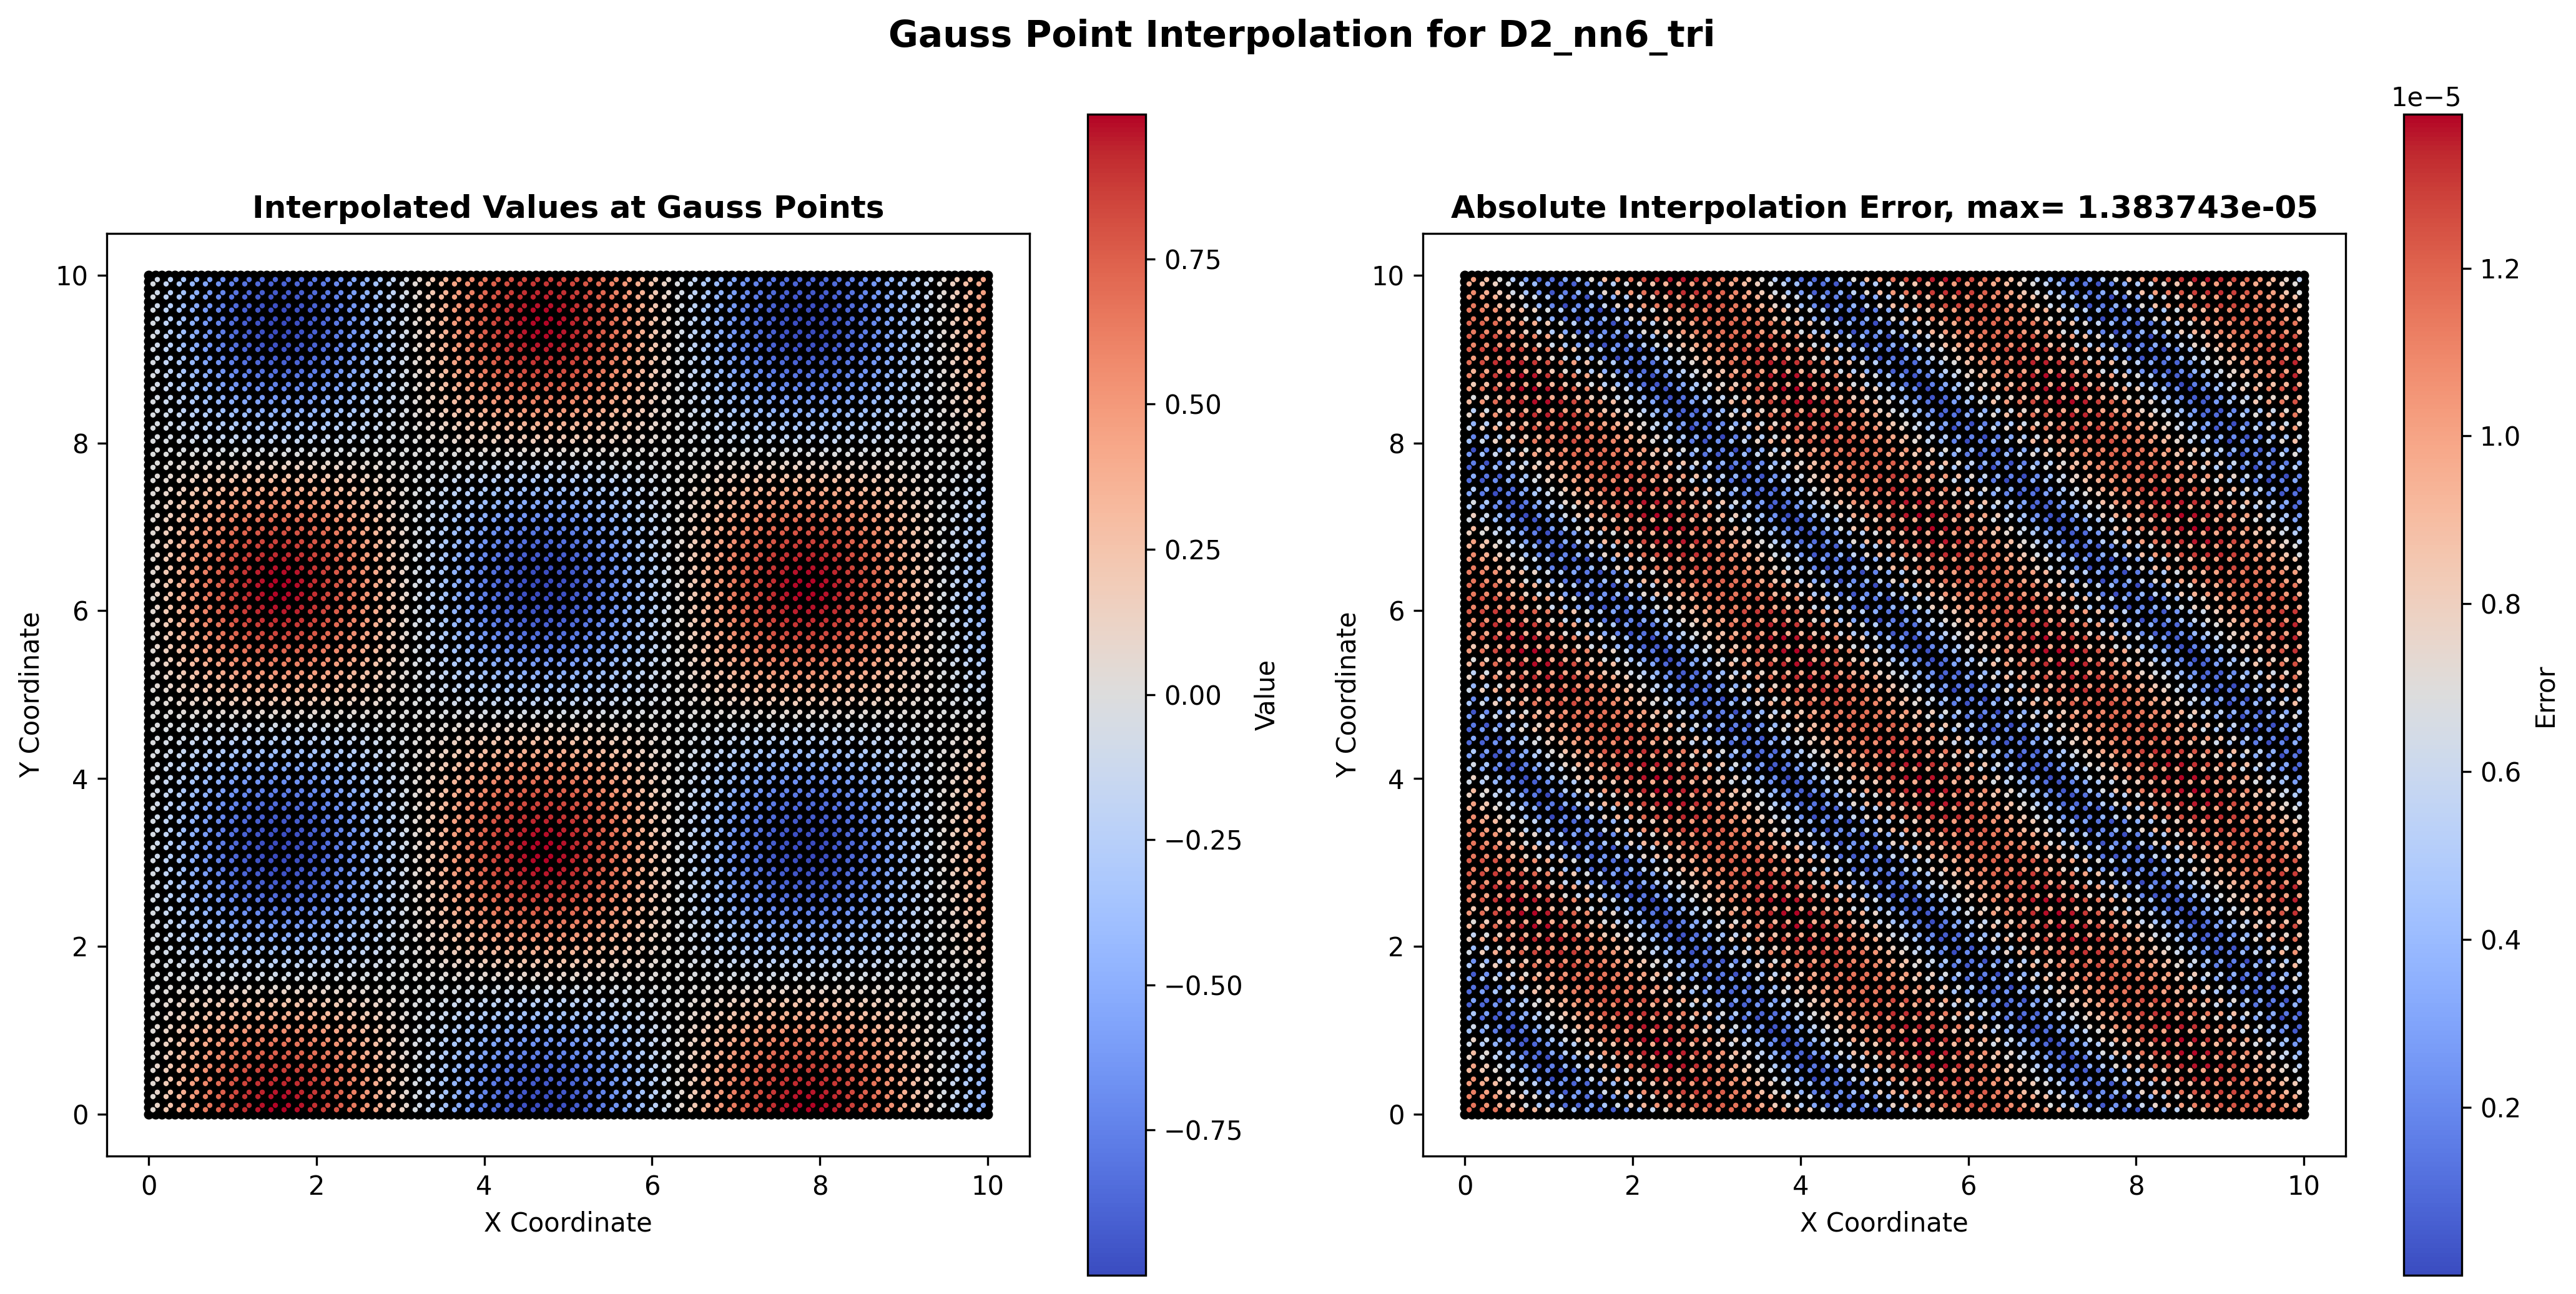 Gauss Point Interpolation for D2_nn6_tri
Interpolated Values at Gauss Points
10
8
6
4
2
0
Y Coordinate
0 2 4 6 8 10
X Coordinate
0.75
0.50
0.25
0.00
−0.25
−0.50
−0.75
Value
Absolute Interpolation Error, max= 1.383743e-05
10
8
6
4
2
0
Y Coordinate
0 2 4 6 8 10
X Coordinate
1e−5
1.2
1.0
0.8
0.6
0.4
0.2
Error